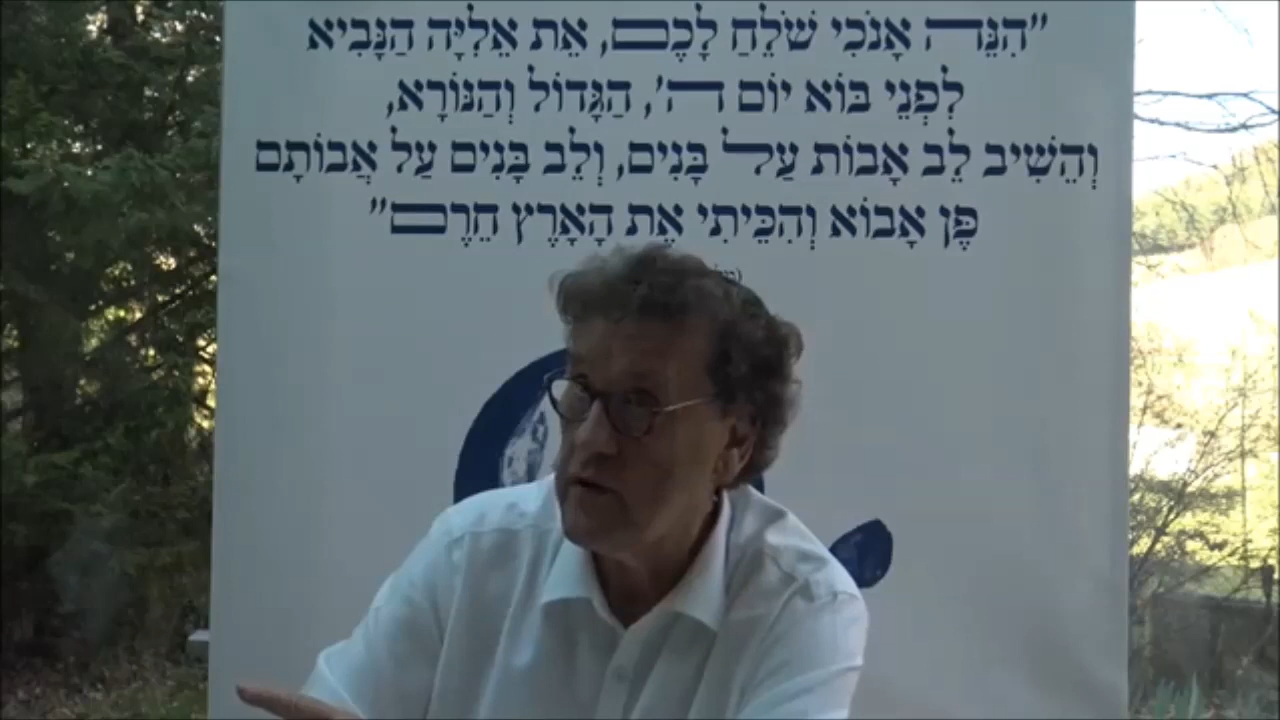 "הִנֵּה אָנֹכִי שֹׁלֵחַ לָכֶם, אֵת אֵלִיָּה הַנָּבִיא
לִפְנֵי בּוֹא יוֹם ה', הַגָּדוֹל וְהַנּוֹרָא,
וְהֵשִׁיב לֵב אָבוֹת עַל בָּנִים, וְלֵב בָּנִים עַל אֲבוֹתָם
פֶּן אָבוֹא וְהִכֵּיתִי אֶת הָאָרֶץ חֵרֶם"